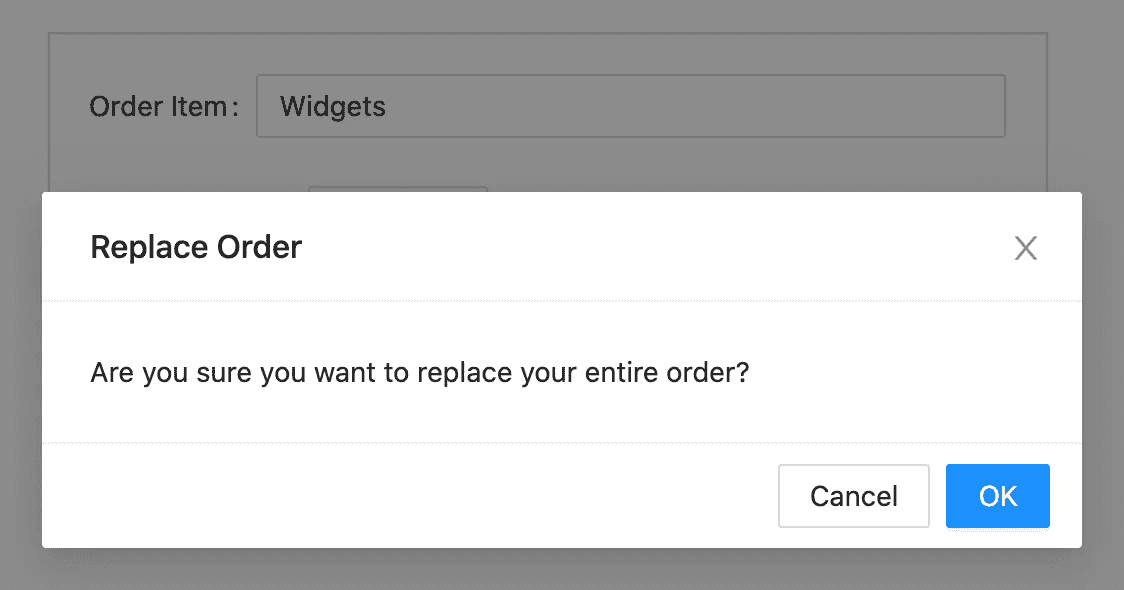 Order Item:
Widgets
Replace Order
Are you sure you want to replace your entire order?
Cancel
OK